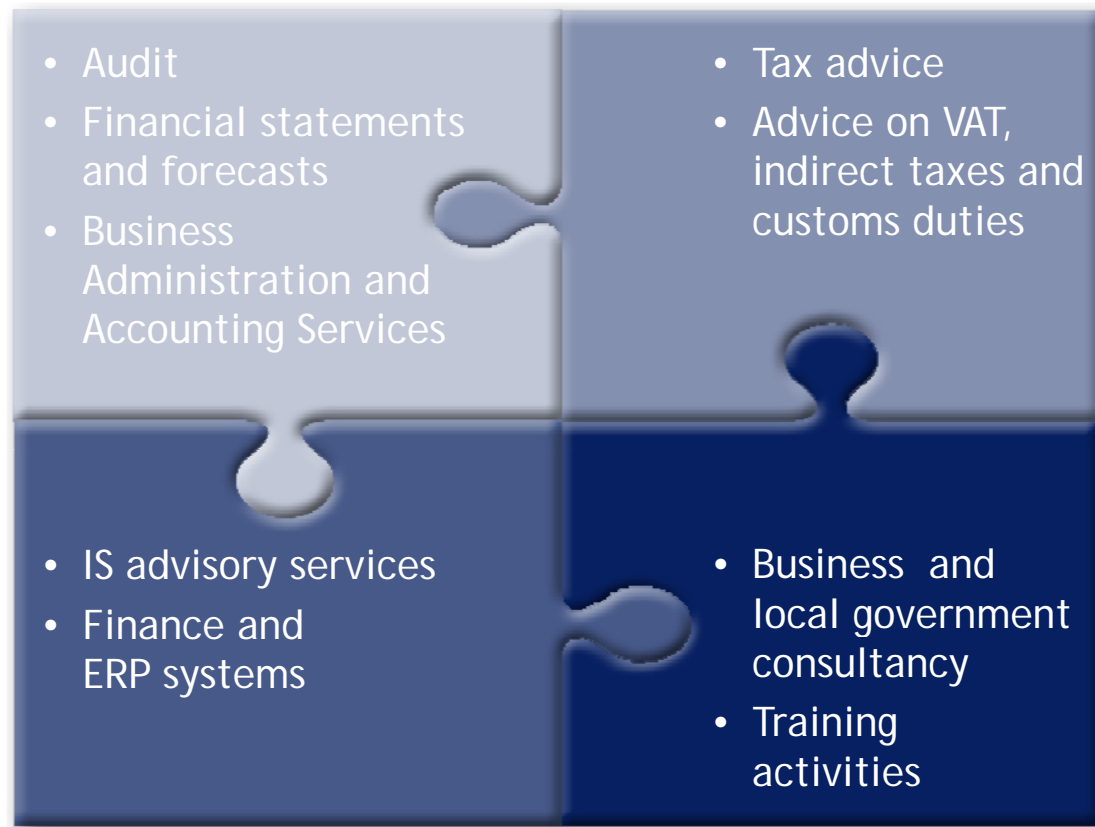 • Audit
• Financial statements
and forecasts
• Business
Administration and
Accounting Services
• Tax advice
• Advice on VAT,
indirect taxes and
customs duties
• IS advisory services
• Finance and
ERP systems
• Business and
local government
consultancy
• Training
activities